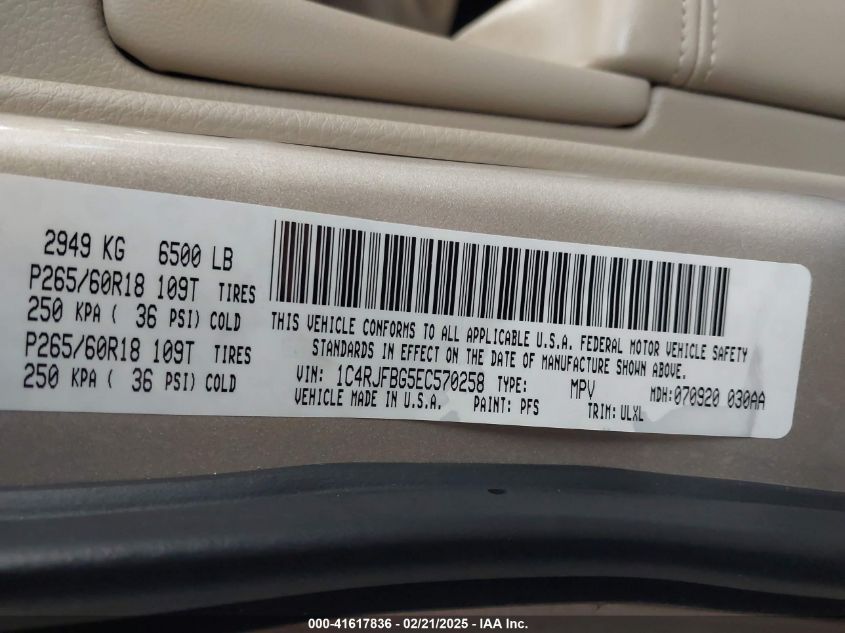 2949 KG 6500 LB
P265/60R18 109T TIRES
250 KPA ( 36 PSI) COLD
P265/60R18 109T TIRES
250 KPA ( 36 PSI) COLD
THIS VEHICLE CONFORMS TO ALL APPLICABLE U.S.A. FEDERAL MOTOR VEHICLE SAFETY
STANDARDS IN EFFECT ON THE DATE OF MANUFACTURE SHOWN ABOVE.
VIN: 1C4RJFBG5EC570258 TYPE: MPV MDH:070920 030AA
VEHICLE MADE IN U.S.A. PAINT: PFS TRIM: ULXL
000-41617836 / 02/21/2025 - IAA Inc.